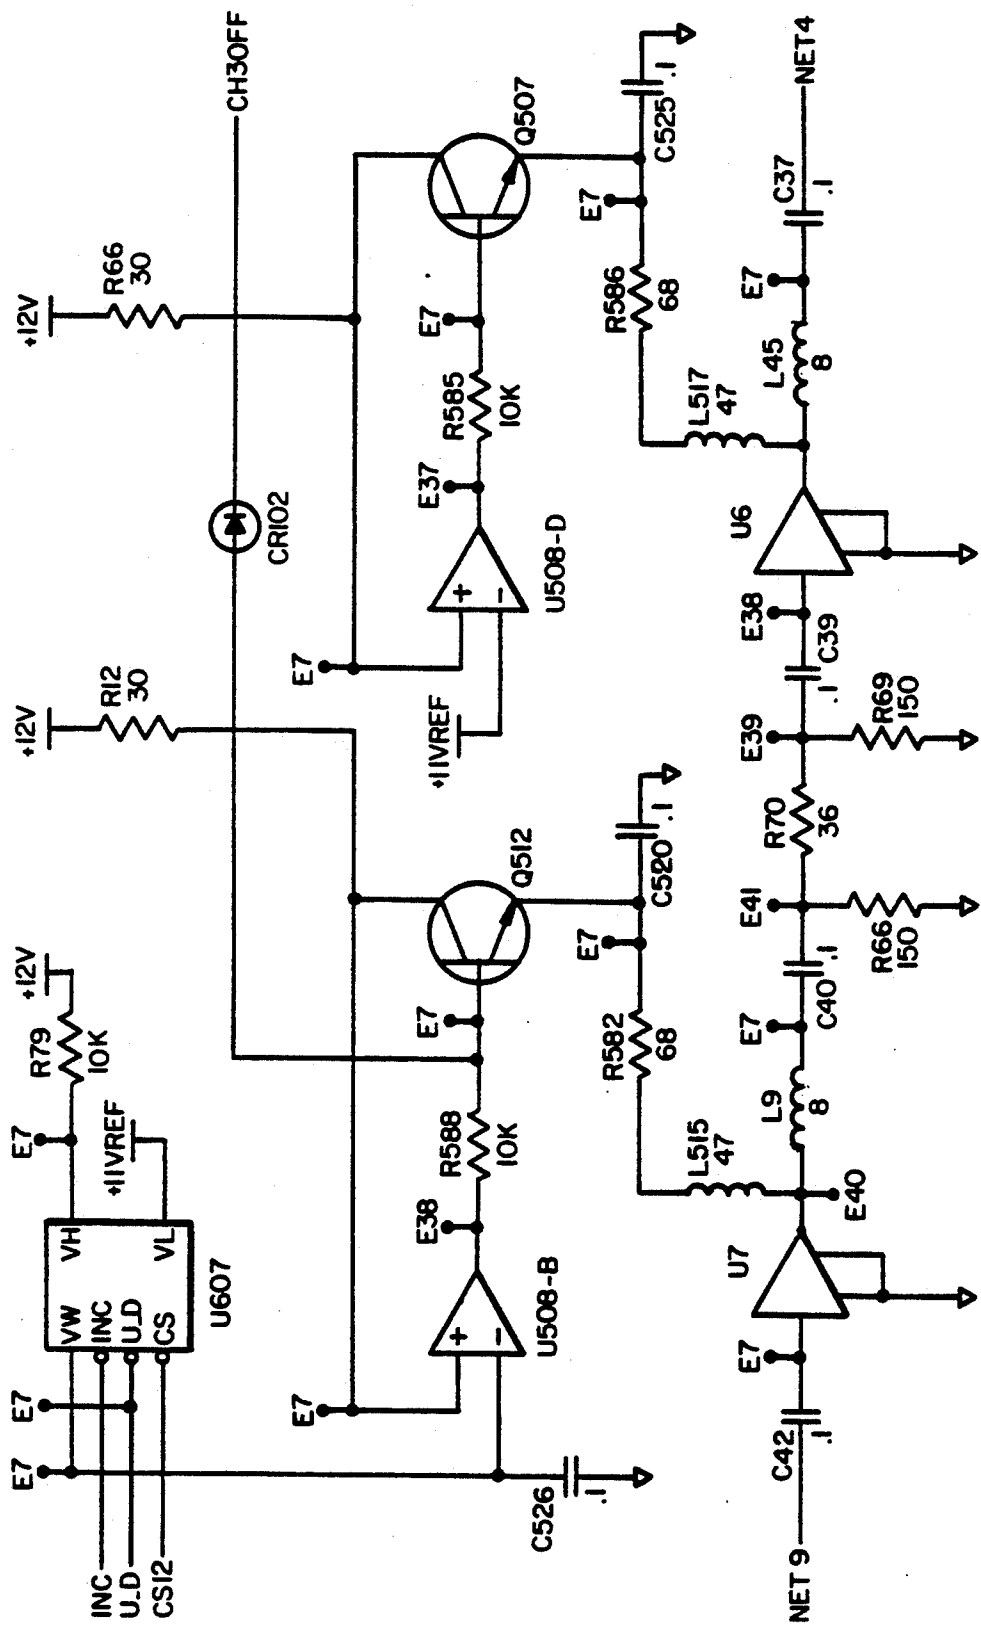 +12V
R66
30
CH3OFF
+12V
R12
30
CR102
+12V
R79
10K
E7
+11VREF
VH
VL
VW
INC
U_D
CS
U607
E7
E7
INC
U_D
CS12
E7
+
-
U508-B
E38
R588
10K
E7
Q512
E7
+11VREF
+
-
U508-D
E37
R585
10K
E7
Q507
C526
.1
L515
47
R582
68
E7
C520
.1
L517
47
R586
68
E7
C525
.1
NET 9
C42
.1
E7
U7
E40
L9
8
E7
C40
.1
E41
R66
150
R70
36
E39
R69
150
C39
.1
E38
U6
L45
8
E7
C37
.1
NET4